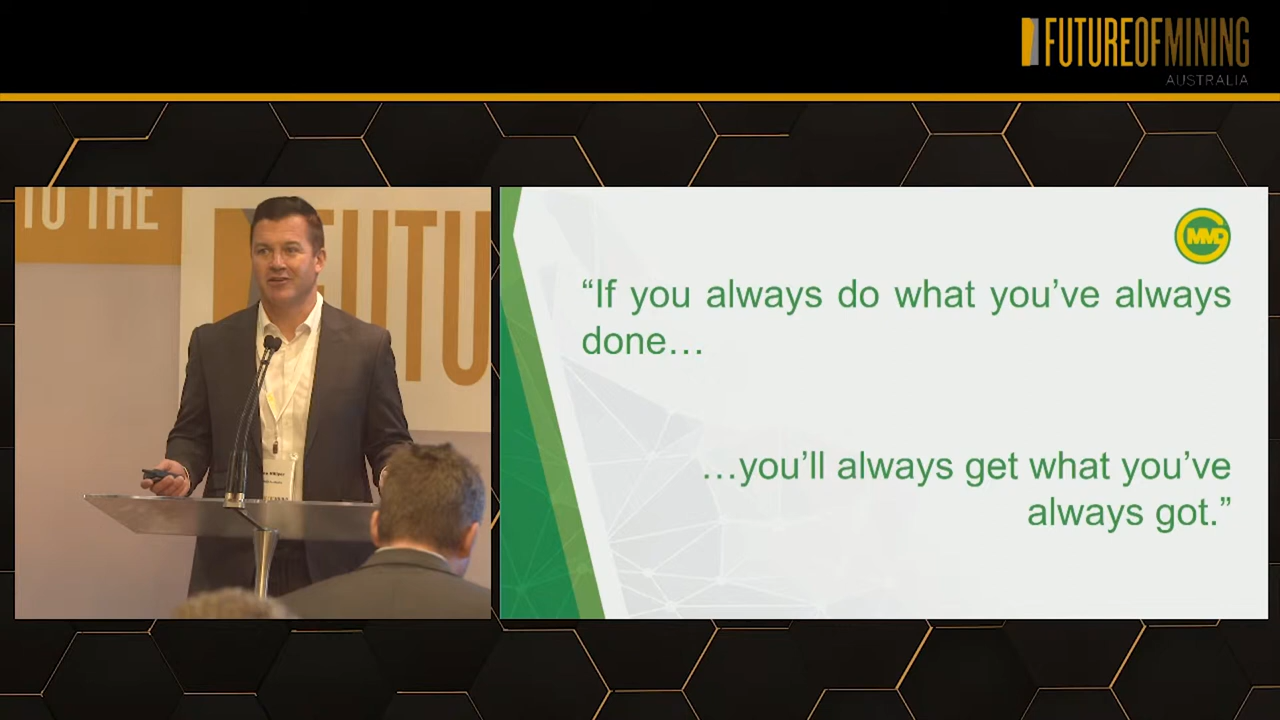 FUTUREOFMINING
AUSTRALIA
TO THE
FUTU
MMD
“If you always do what you’ve always
done…
…you’ll always get what you’ve
always got.”